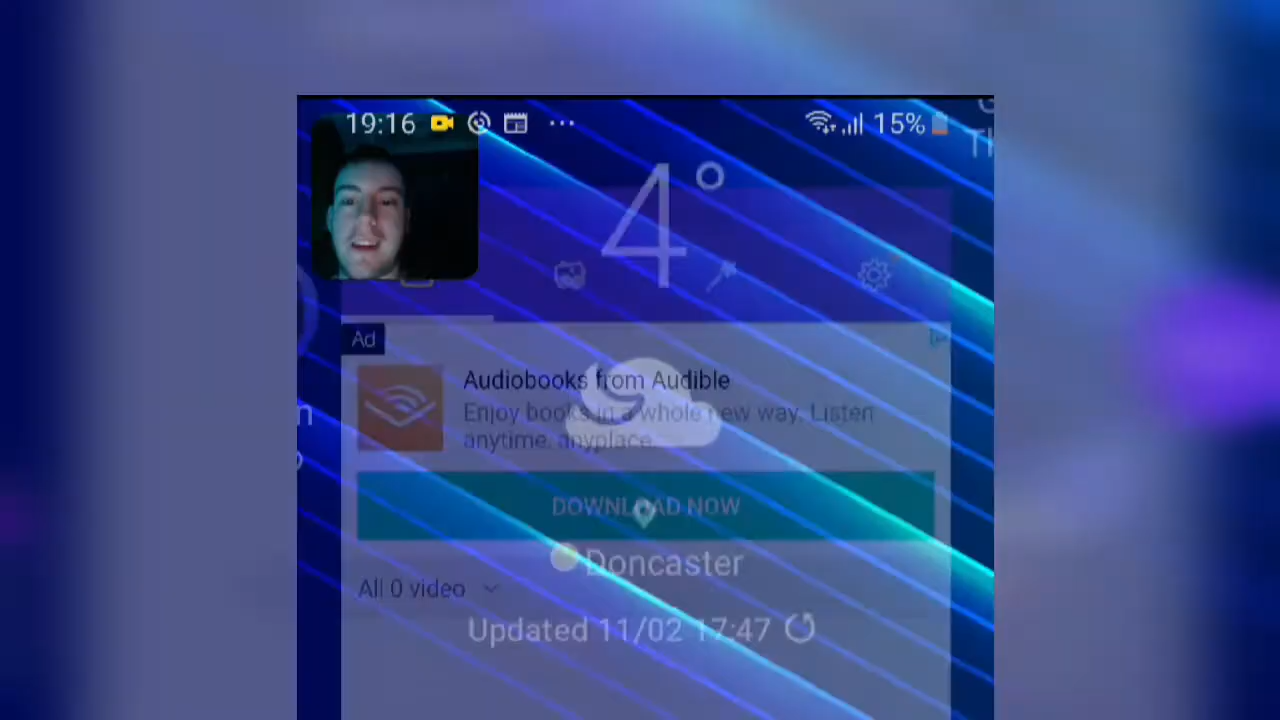 19:16 15%
4°
Ad
Audiobooks from Audible
Enjoy books in a whole new way. Listen
anytime, anyplace.
DOWNLOAD NOW
Doncaster
All 0 video
Updated 11/02 17:47